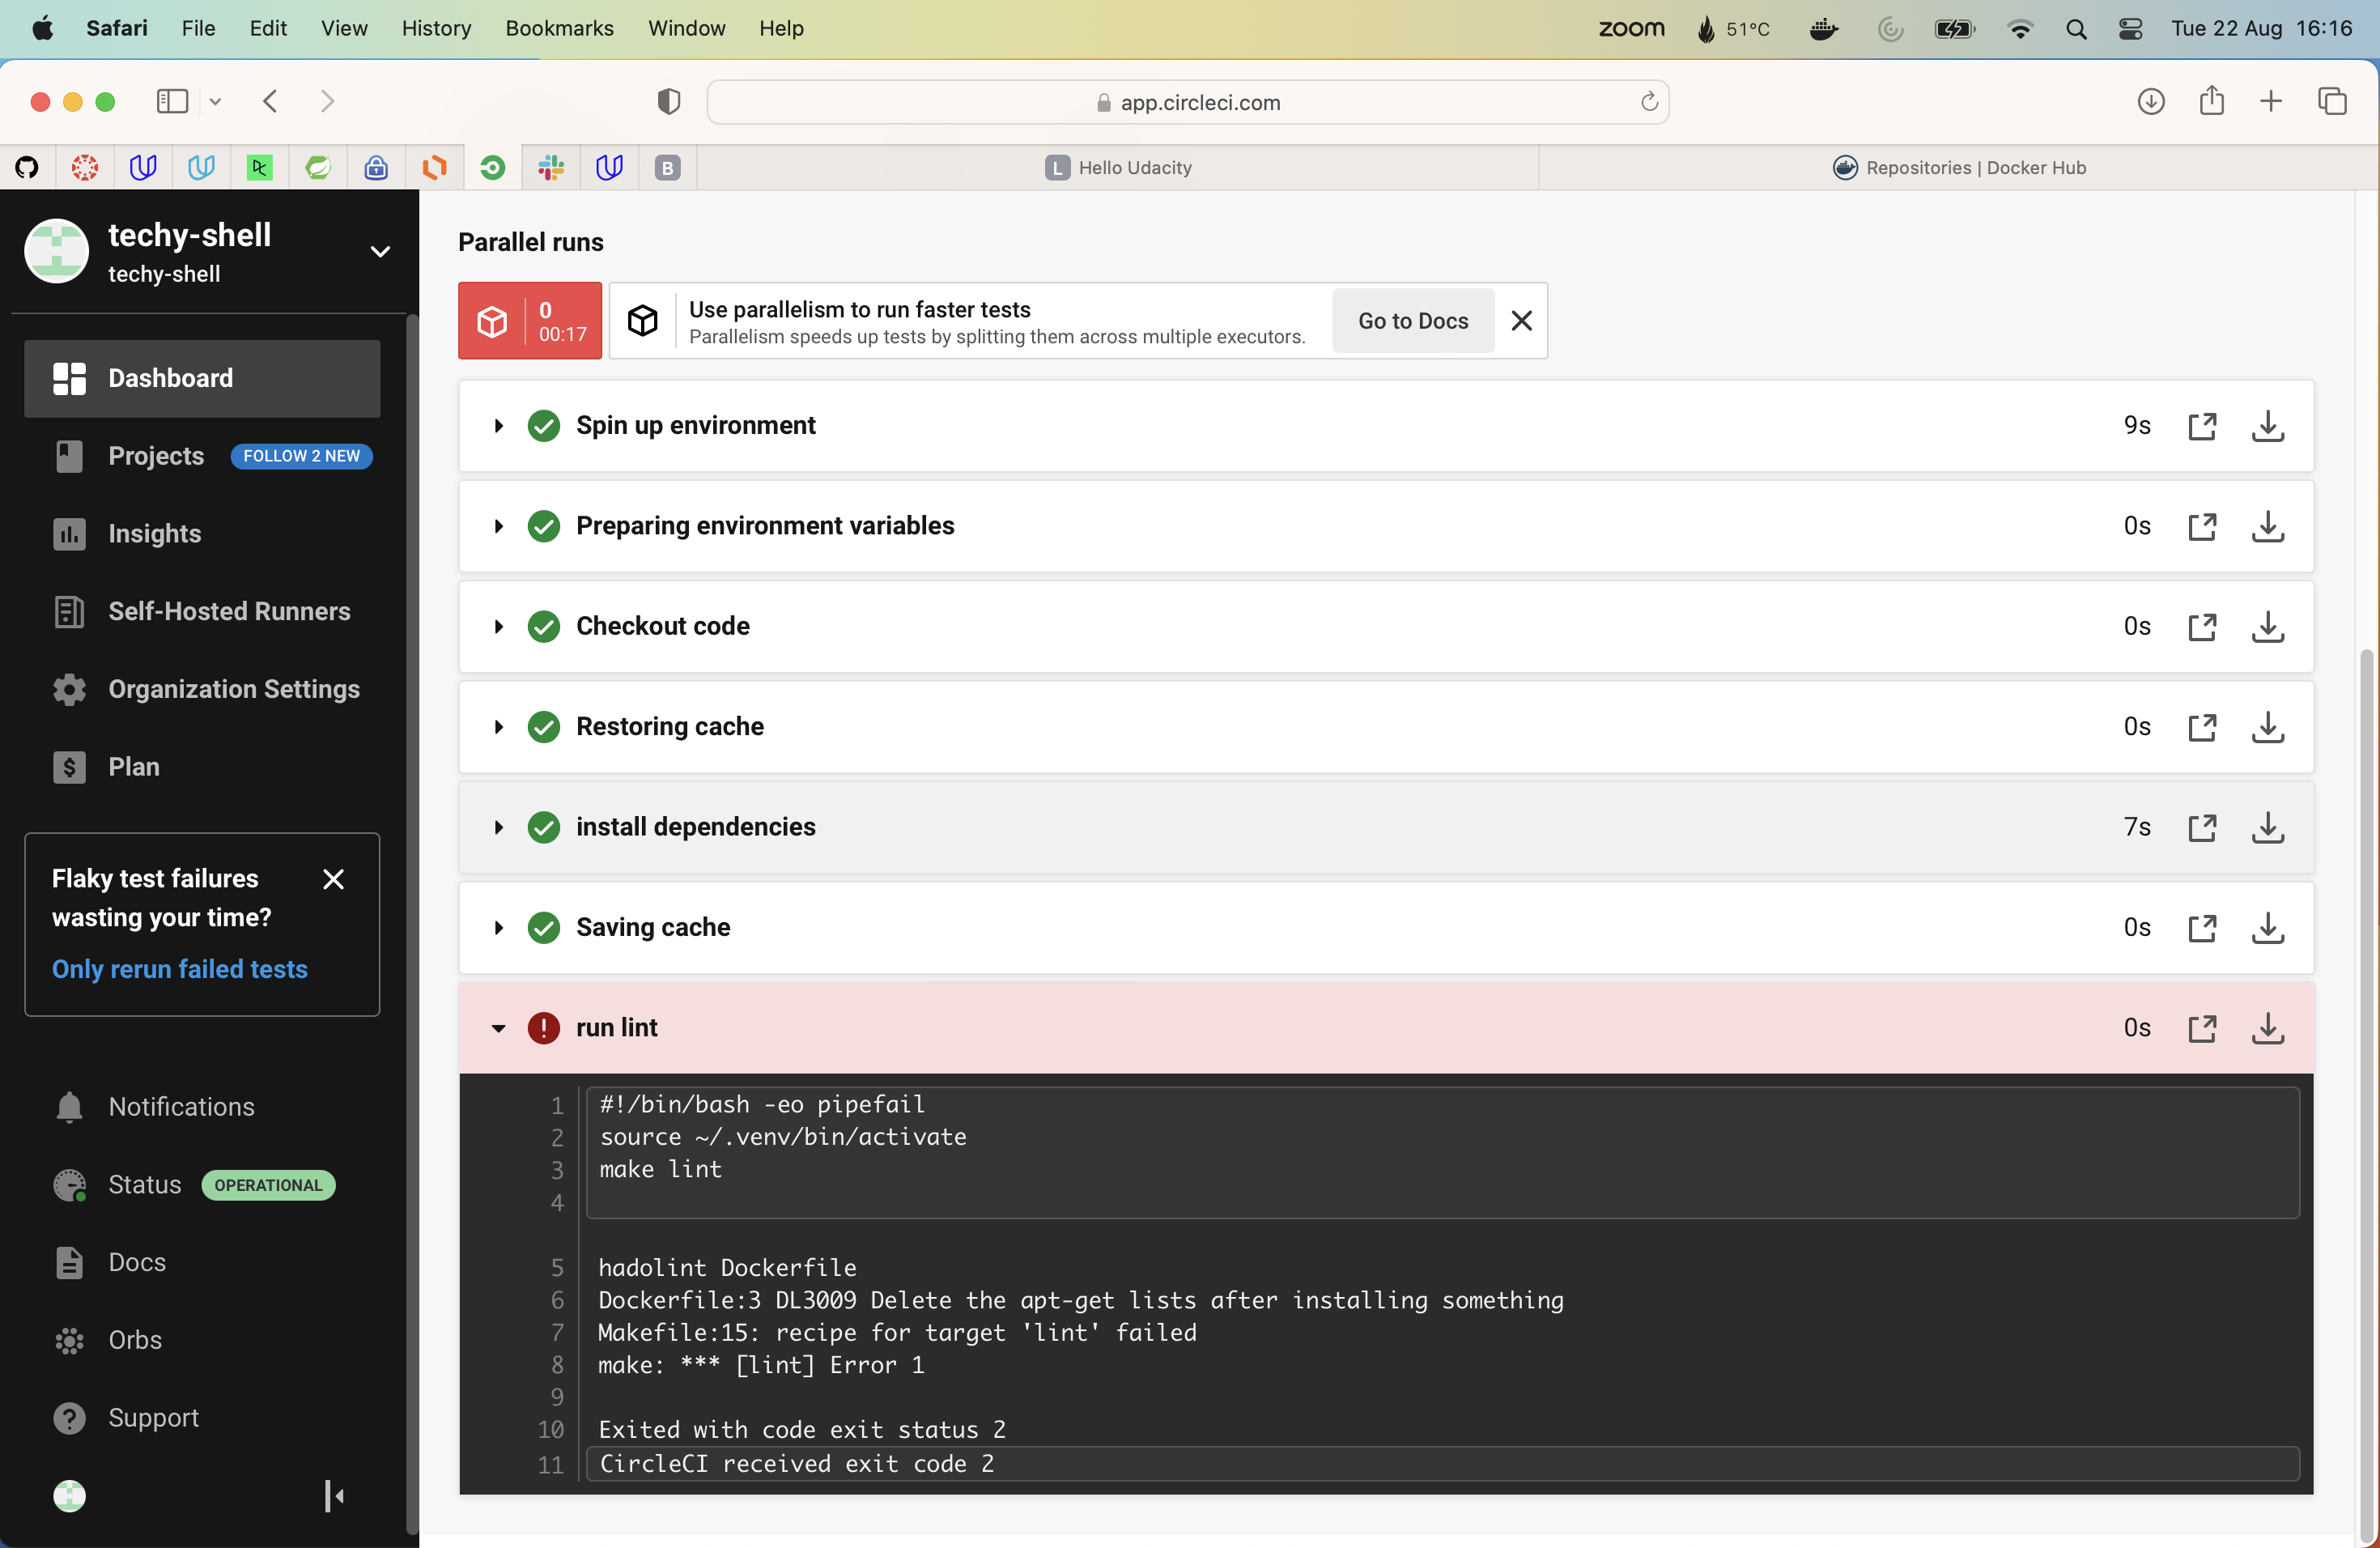 Safari File Edit View History Bookmarks Window Help zoom 51°C Tue 22 Aug 16:16
app.circleci.com
B L Hello Udacity Repositories | Docker Hub
techy-shell
techy-shell
Dashboard
Projects FOLLOW 2 NEW
Insights
Self-Hosted Runners
Organization Settings
Plan
Flaky test failures
wasting your time?
Only rerun failed tests
Notifications
Status OPERATIONAL
Docs
Orbs
Support
Parallel runs
0
00:17
Use parallelism to run faster tests
Parallelism speeds up tests by splitting them across multiple executors.
Go to Docs
Spin up environment 9s
Preparing environment variables 0s
Checkout code 0s
Restoring cache 0s
install dependencies 7s
Saving cache 0s
run lint 0s
1 #!/bin/bash -eo pipefail
2 source ~/.venv/bin/activate
3 make lint
4
5 hadolint Dockerfile
6 Dockerfile:3 DL3009 Delete the apt-get lists after installing something
7 Makefile:15: recipe for target 'lint' failed
8 make: *** [lint] Error 1
9
10 Exited with code exit status 2
11 CircleCI received exit code 2